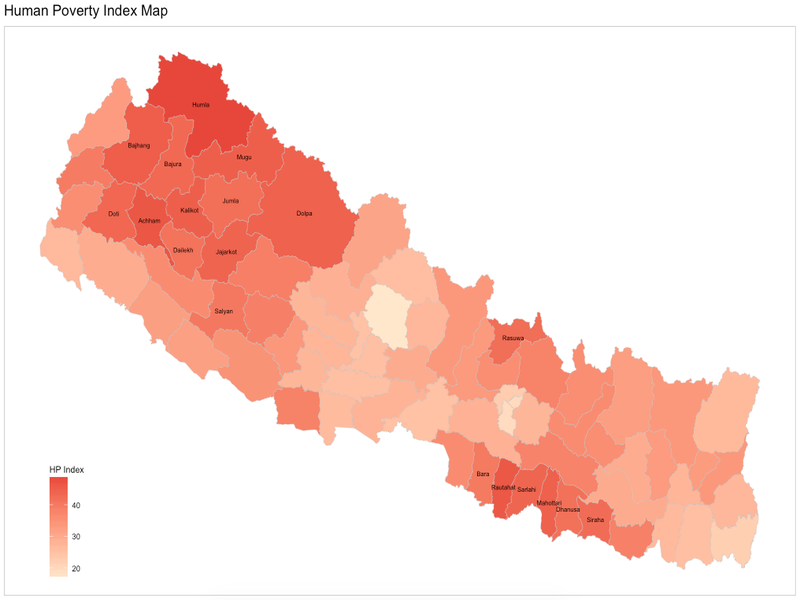 Human Poverty Index Map
Humla
Bajhang
Bajura
Mugu
Jumla
Kalikot
Doti
Achham
Dolpa
Dailekh
Jajarkot
Salyan
Rasuwa
Bara
Rautahat
Sarlahi
Mahottari
Dhanusa
Siraha
HP Index
40
30
20